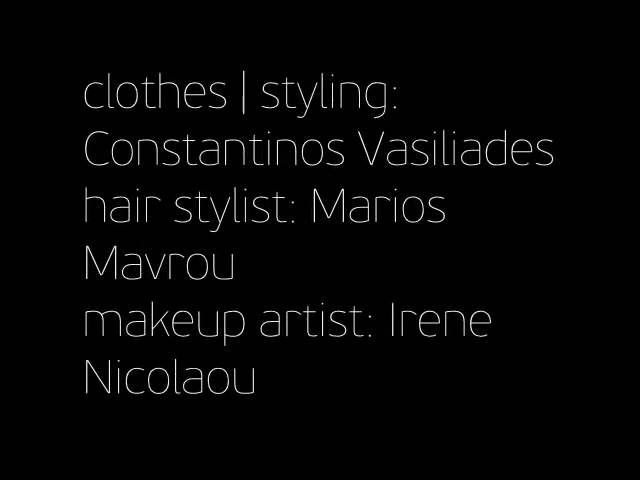 clothes | styling:
Constantinos Vasiliades
hair stylist: Marios
Mavrou
makeup artist: Irene
Nicolaou